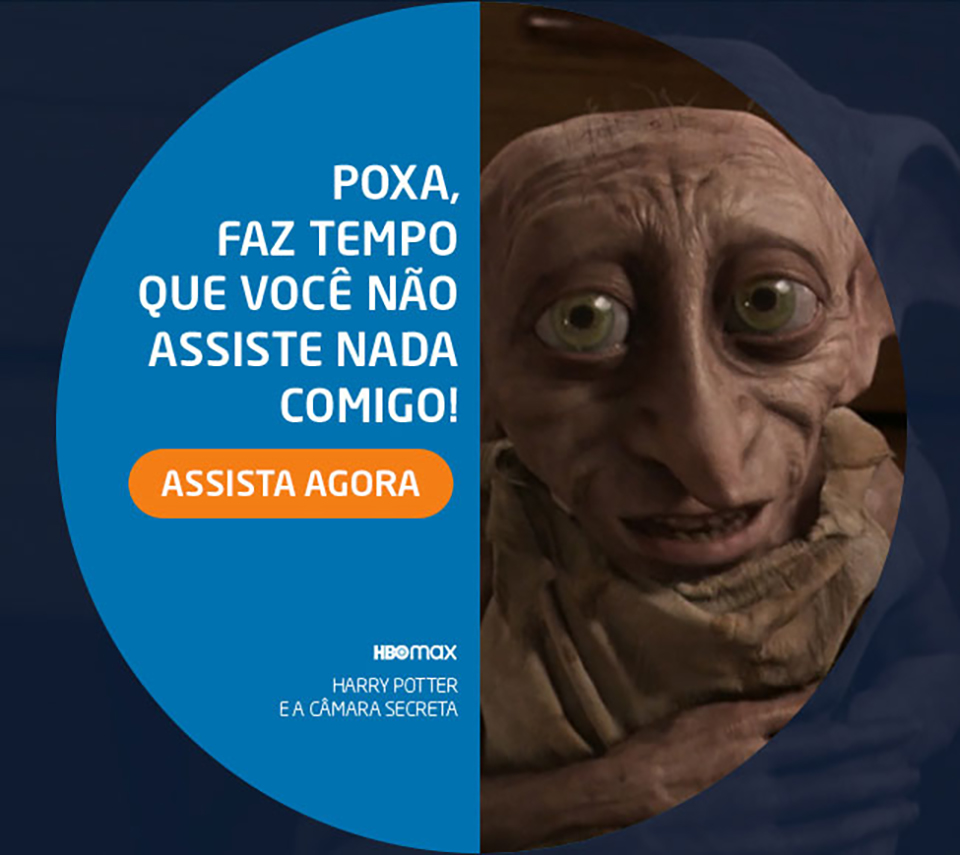 POXA,
FAZ TEMPO
QUE VOCÊ NÃO
ASSISTE NADA
COMIGO!
ASSISTA AGORA
HBOmax
HARRY POTTER
E A CÂMARA SECRETA